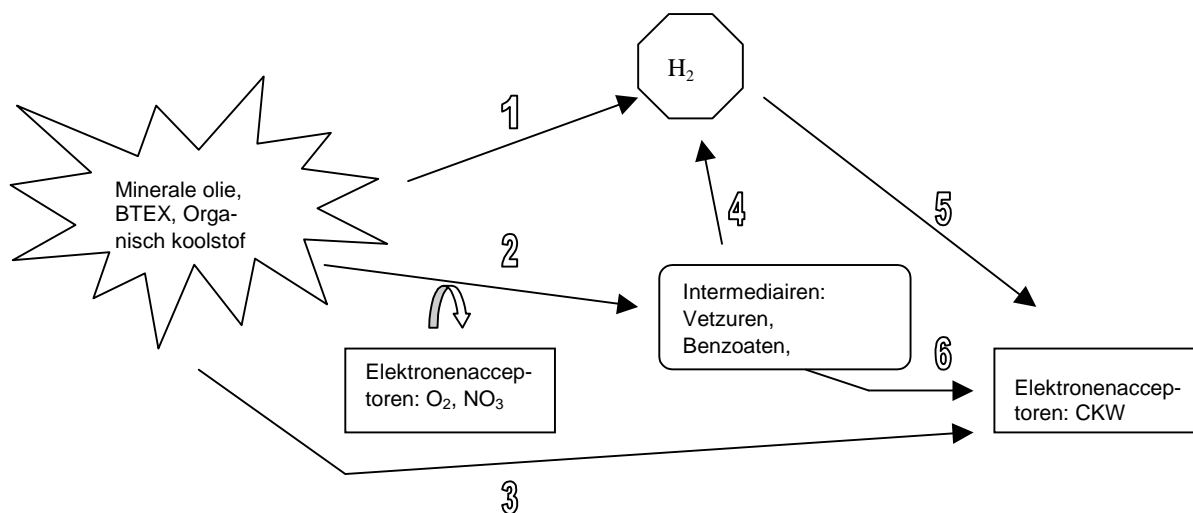 H₂
1
Minerale olie,
BTEX, Orga-
nisch koolstof
4
5
2
Intermediairen:
Vetzuren,
Benzoaten,
Elektronenaccep-
toren: O₂, NO₃
6
Elektronenaccep-
toren: CKW
3